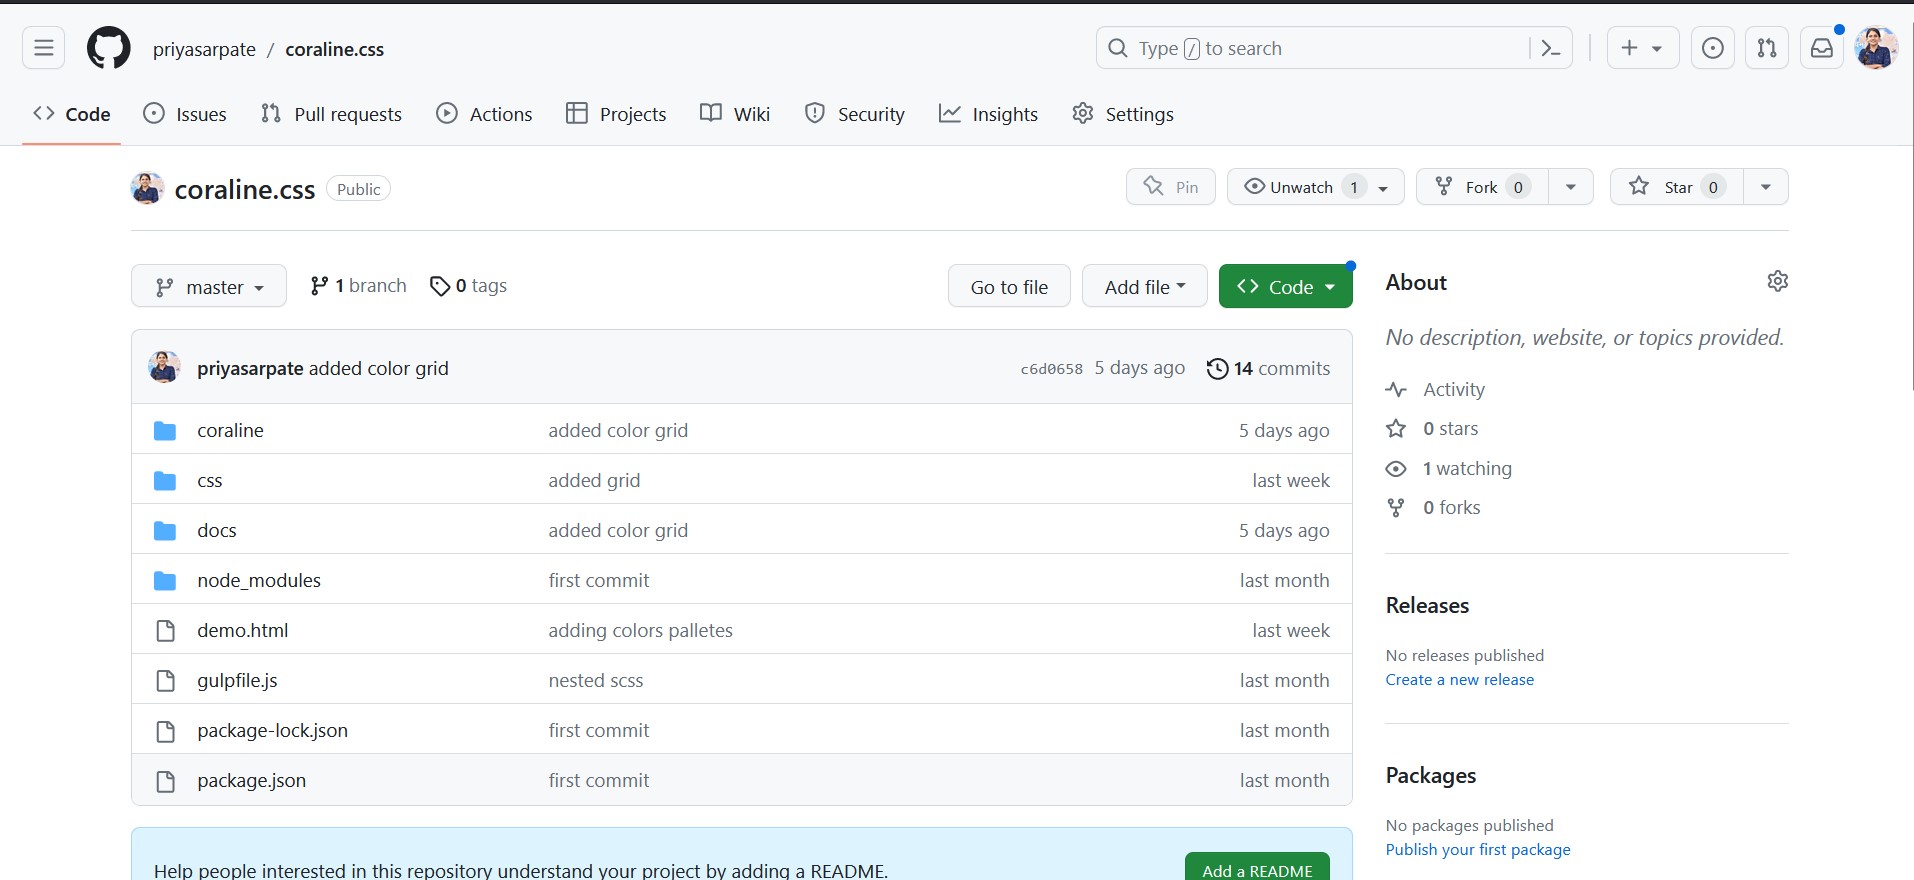 priyasarpate / coraline.css
Type / to search
Code Issues Pull requests Actions Projects Wiki Security Insights Settings
coraline.css Public
Pin Unwatch 1 Fork 0 Star 0
master 1 branch 0 tags Go to file Add file Code
priyasarpate added color grid c6d0658 5 days ago 14 commits
coraline added color grid 5 days ago
css added grid last week
docs added color grid 5 days ago
node_modules first commit last month
demo.html adding colors palletes last week
gulpfile.js nested scss last month
package-lock.json first commit last month
package.json first commit last month
Help people interested in this repository understand your project by adding a README. Add a README
About
No description, website, or topics provided.
Activity
0 stars
1 watching
0 forks
Releases
No releases published
Create a new release
Packages
No packages published
Publish your first package